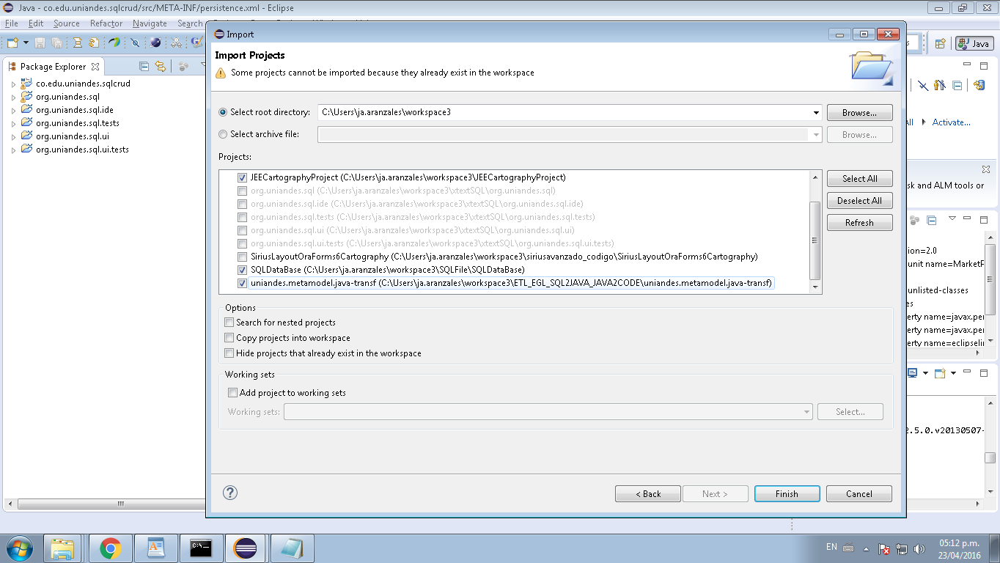 Java - co.edu.uniandes.sqlcrud/src/META-INF/persistence.xml - Eclipse
File Edit Source Refactor Navigate Search
Import
Java
Package Explorer
co.edu.uniandes.sqlcrud
org.uniandes.sql
org.uniandes.sql.ide
org.uniandes.sql.tests
org.uniandes.sql.ui
org.uniandes.sql.ui.tests
Import Projects
Some projects cannot be imported because they already exist in the workspace
Select root directory: C:\Users\ja.aranzales\workspace3 Browse...
Select archive file: Browse...
Projects:
JEECartographyProject (C:\Users\ja.aranzales\workspace3\JEECartographyProject)
org.uniandes.sql (C:\Users\ja.aranzales\workspace3\xtextSQL\org.uniandes.sql)
org.uniandes.sql.ide (C:\Users\ja.aranzales\workspace3\xtextSQL\org.uniandes.sql.ide)
org.uniandes.sql.tests (C:\Users\ja.aranzales\workspace3\xtextSQL\org.uniandes.sql.tests)
org.uniandes.sql.ui (C:\Users\ja.aranzales\workspace3\xtextSQL\org.uniandes.sql.ui)
org.uniandes.sql.ui.tests (C:\Users\ja.aranzales\workspace3\xtextSQL\org.uniandes.sql.ui.tests)
SiriusLayoutOraForms6Cartography (C:\Users\ja.aranzales\workspace3\siriusavanzado_codigo\SiriusLayoutOraForms6Cartography)
SQLDataBase (C:\Users\ja.aranzales\workspace3\SQLFile\SQLDataBase)
uniandes.metamodel.java-transf (C:\Users\ja.aranzales\workspace3\ETL_EGL_SQL2JAVA_JAVA2CODE\uniandes.metamodel.java-transf)
Select All
Deselect All
Refresh
Options
Search for nested projects
Copy projects into workspace
Hide projects that already exist in the workspace
Working sets
Add project to working sets
Working sets: Select...
< Back Next > Finish Cancel
All Activate...
sk and ALM tools or
ion=2.0
unit name=MarketP
unlisted-classes
es
erty name=javax.per
erty name=javax.per
erty name=eclipselin
2.5.0.v20130507-
C:\
EN
05:12 p.m.
23/04/2016